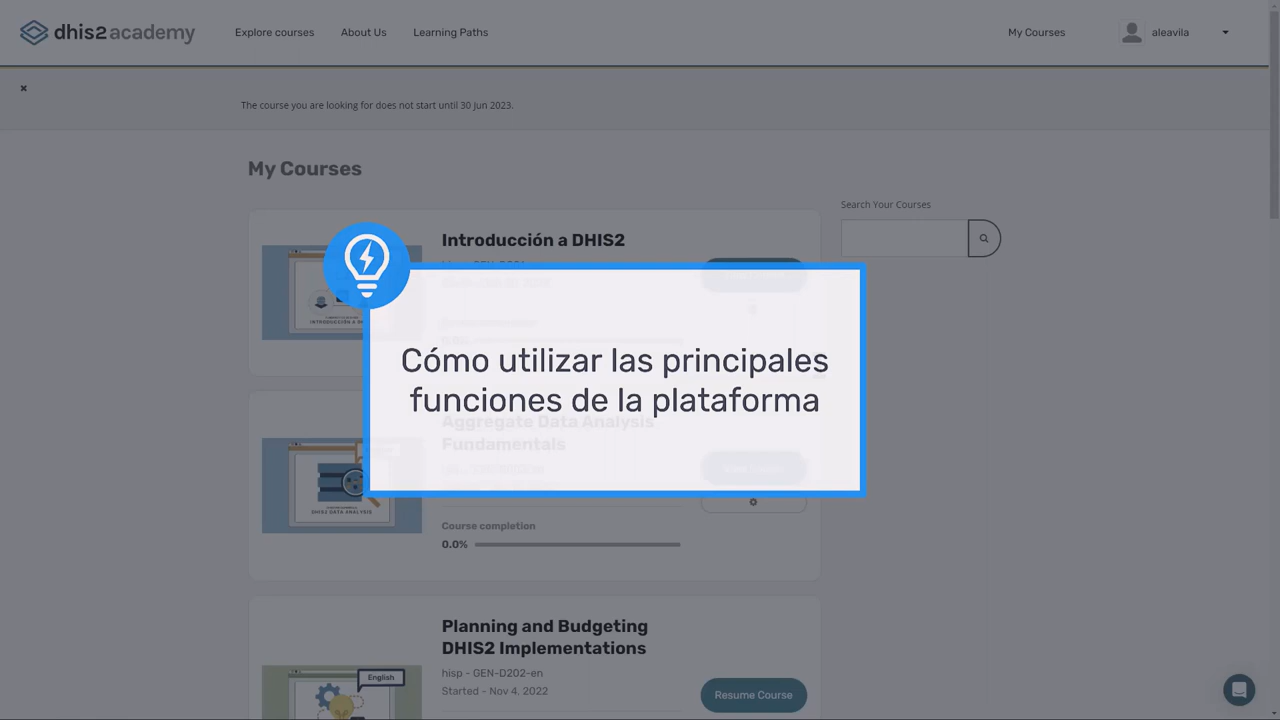 dhis2 academy
Explore courses
About Us
Learning Paths
My Courses
aleavila
The course you are looking for does not start until 30 Jun 2023.
My Courses
Search Your Courses
Introducción a DHIS2
Cómo utilizar las principales
funciones de la plataforma
Aggregate Data Analysis
Fundamentals
DHIS2 DATA ANALYSIS
Course completion
0.0%
Planning and Budgeting
DHIS2 Implementations
hisp - GEN-D202-en
Started - Nov 4, 2022
English
Resume Course